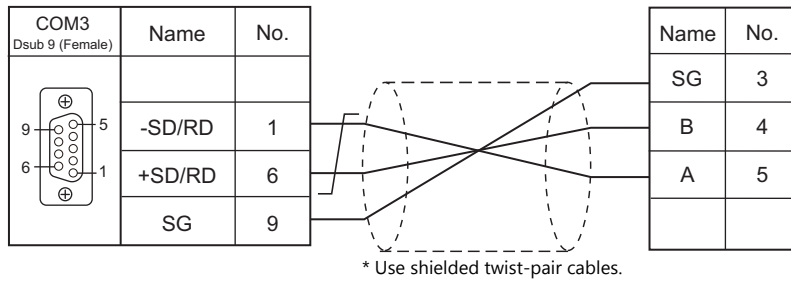 COM3
Dsub 9 (Female)
Name No.
9 5
6 1
-SD/RD 1
+SD/RD 6
SG 9
Name No.
SG 3
B 4
A 5
* Use shielded twist-pair cables.